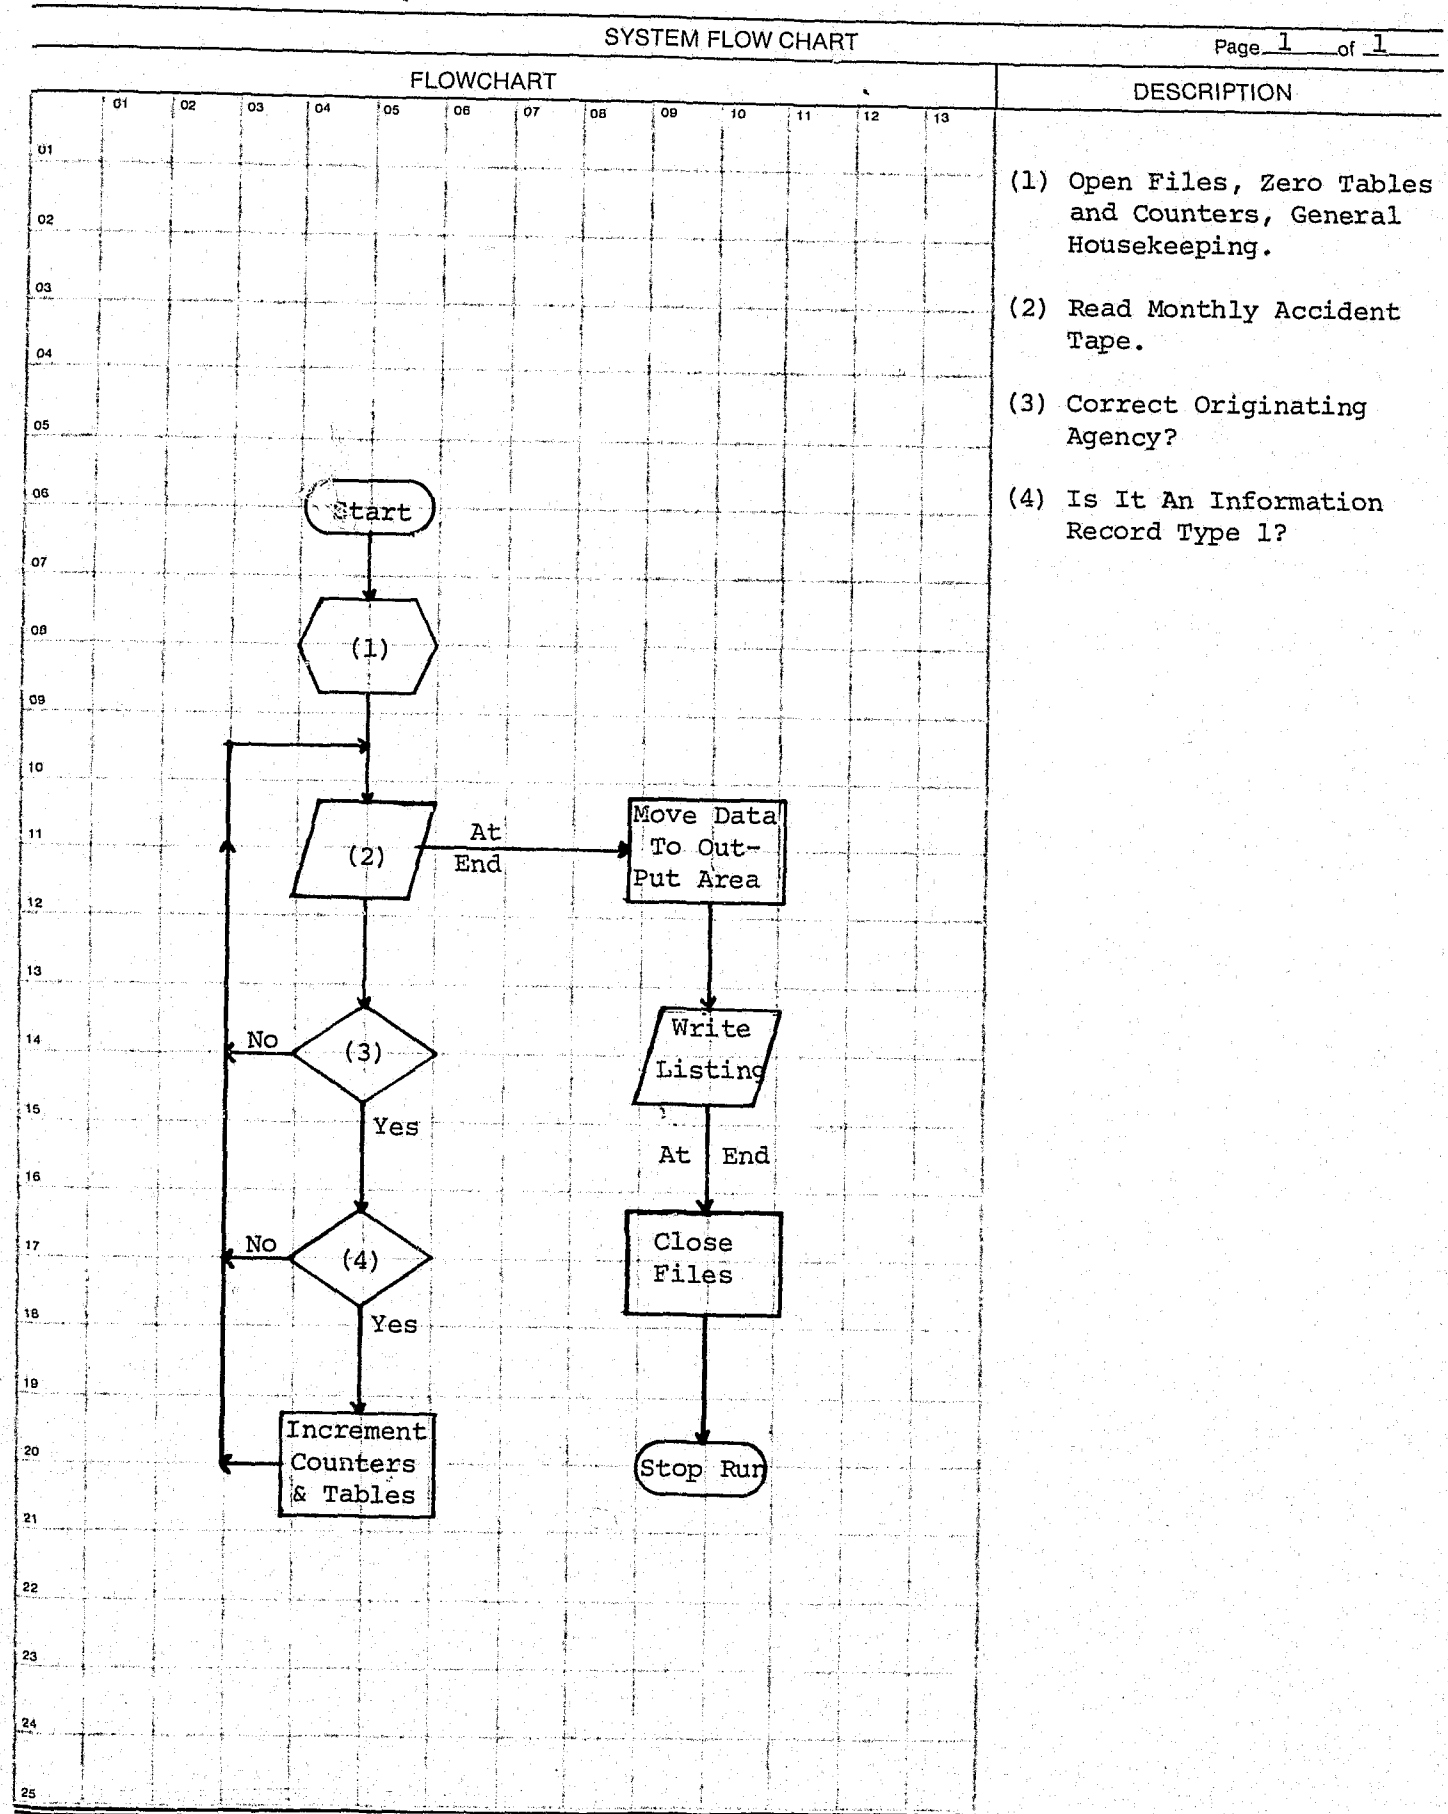 SYSTEM FLOW CHART
Page 1 of 1
FLOWCHART
DESCRIPTION
01 02 03 04 05 06 07 08 09 10 11 12 13
01
02
03
04
05
06
07
08
09
10
11
12
13
14
15
16
17
18
19
20
21
22
23
24
25
Start
(1)
(2)
At
End
(3)
No
Yes
(4)
No
Yes
Increment
Counters
& Tables
Move Data
To Out-
Put Area
Write
Listing
At End
Close
Files
Stop Run
(1) Open Files, Zero Tables
and Counters, General
Housekeeping.
(2) Read Monthly Accident
Tape.
(3) Correct Originating
Agency?
(4) Is It An Information
Record Type 1?